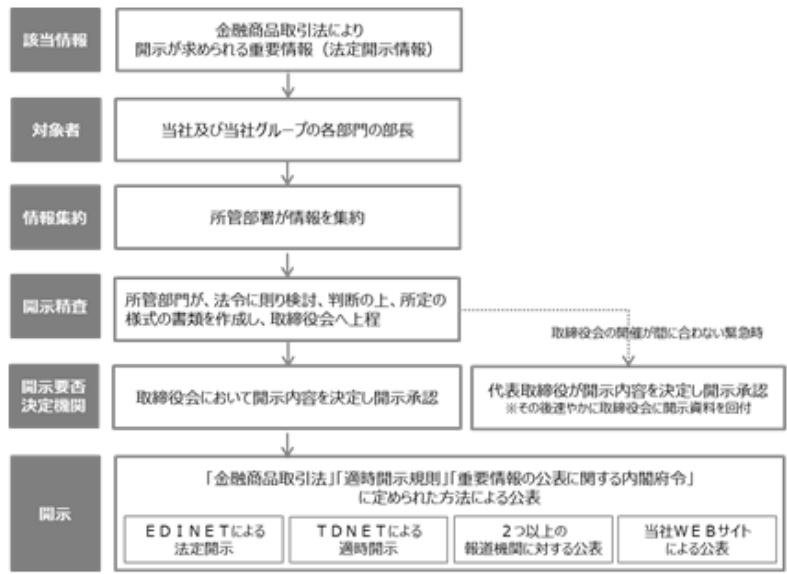 該当情報
金融商品取引法により
開示が求められる重要情報（法定開示情報）
対象者
当社及び当社グループの各部門の部長
情報集約
所管部署が情報を集約
開示精査
所管部門が、法令に則り検討、判断の上、所定の
様式の書類を作成し、取締役会へ上程
取締役会の開催が間に合わない緊急時
開示要否
決定機関
取締役会において開示内容を決定し開示承認
代表取締役が開示内容を決定し開示承認
※その後速やかに取締役会に開示資料を回付
開示
「金融商品取引法」「適時開示規則」「重要情報の公表に関する内閣府令」
に定められた方法による公表
ＥＤＩＮＥＴによる
法定開示
ＴＤＮＥＴによる
適時開示
２つ以上の
報道機関に対する公表
当社ＷＥＢサイト
による公表